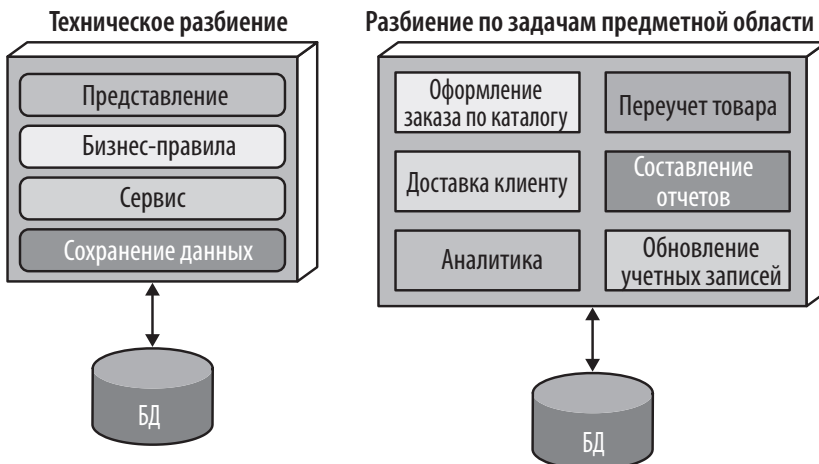 Техническое разбиение
Представление
Бизнес-правила
Сервис
Сохранение данных
БД
Разбиение по задачам предметной области
Оформление
заказа по каталогу
Переучет товара
Доставка клиенту
Составление
отчетов
Аналитика
Обновление
учетных записей
БД